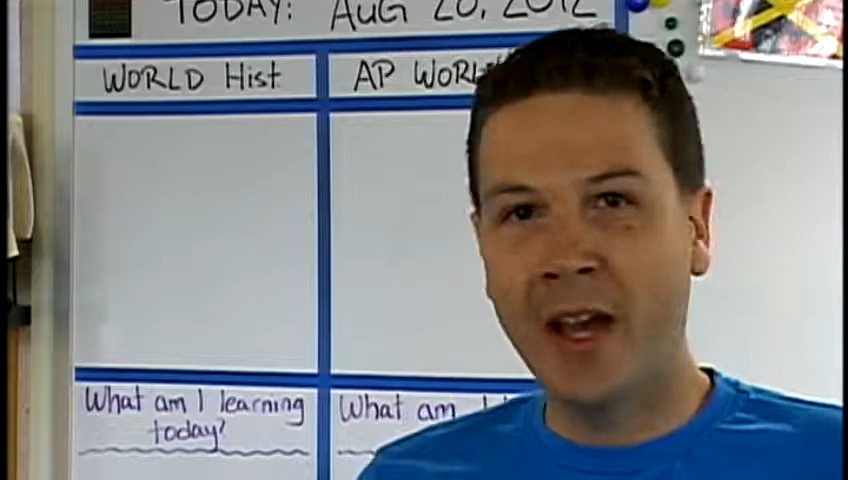 TODAY: AUG 20, 2012
WORLD Hist
AP WORL
What am I learning
today?
What am